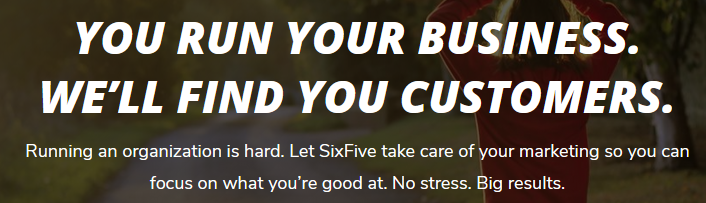 YOU RUN YOUR BUSINESS.
WE'LL FIND YOU CUSTOMERS.
Running an organization is hard. Let SixFive take care of your marketing so you can
focus on what you're good at. No stress. Big results.